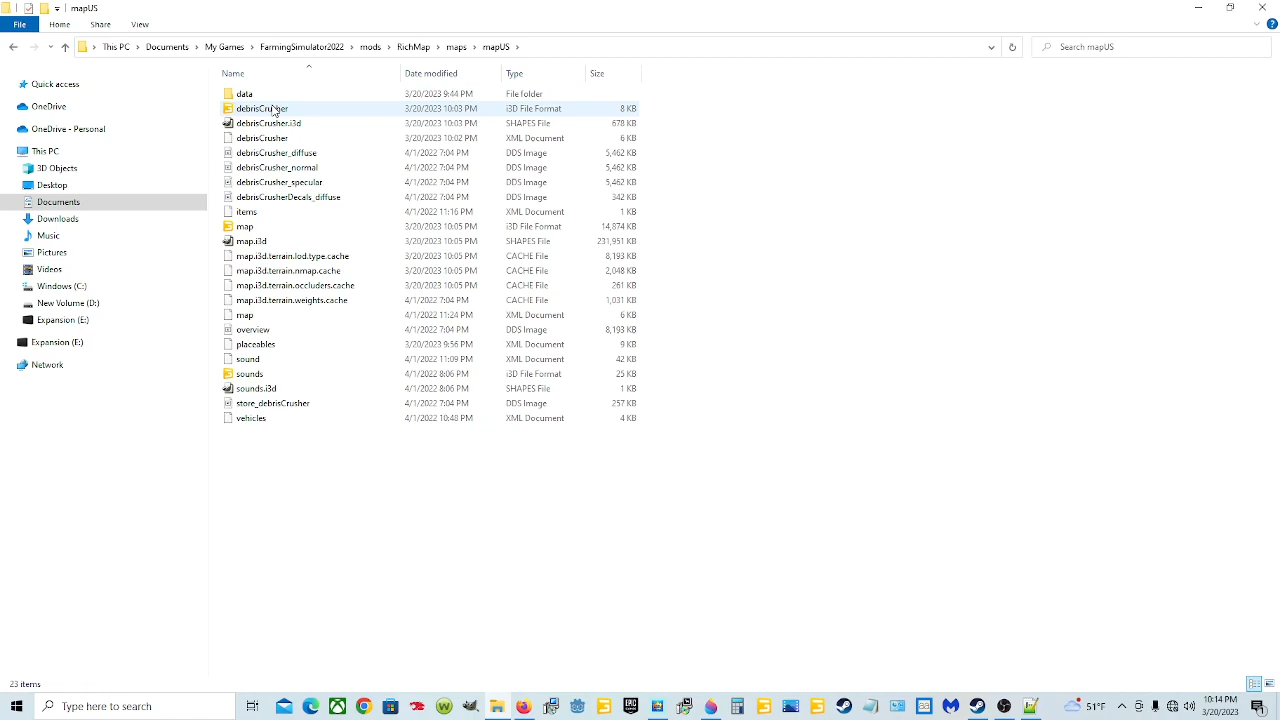 mapUS
File Home Share View
This PC Documents My Games FarmingSimulator2022 mods RichMap maps mapUS Search mapUS
Name Date modified Type Size
Quick access
OneDrive
OneDrive - Personal
This PC
3D Objects
Desktop
Documents
Downloads
Music
Pictures
Videos
Windows (C:)
New Volume (D:)
Expansion (E:)
Expansion (E:)
Network
data 3/20/2023 9:44 PM File folder
debrisCrusher 3/20/2023 10:03 PM i3D File Format 8 KB
debrisCrusher.i3d 3/20/2023 10:03 PM SHAPES File 678 KB
debrisCrusher 3/20/2023 10:02 PM XML Document 6 KB
debrisCrusher_diffuse 4/1/2022 7:04 PM DDS Image 5,462 KB
debrisCrusher_normal 4/1/2022 7:04 PM DDS Image 5,462 KB
debrisCrusher_specular 4/1/2022 7:04 PM DDS Image 5,462 KB
debrisCrusherDecals_diffuse 4/1/2022 7:04 PM DDS Image 342 KB
items 4/1/2022 11:16 PM XML Document 1 KB
map 3/20/2023 10:05 PM i3D File Format 14,874 KB
map.i3d 3/20/2023 10:05 PM SHAPES File 231,951 KB
map.i3d.terrain.lod.type.cache 3/20/2023 10:05 PM CACHE File 8,193 KB
map.i3d.terrain.nmap.cache 3/20/2023 10:05 PM CACHE File 2,048 KB
map.i3d.terrain.occluders.cache 3/20/2023 10:05 PM CACHE File 261 KB
map.i3d.terrain.weights.cache 4/1/2022 7:04 PM CACHE File 1,031 KB
map 4/1/2022 11:24 PM XML Document 6 KB
overview 4/1/2022 7:04 PM DDS Image 8,193 KB
placeables 3/20/2023 9:56 PM XML Document 9 KB
sound 4/1/2022 11:09 PM XML Document 42 KB
sounds 4/1/2022 8:06 PM i3D File Format 25 KB
sounds.i3d 4/1/2022 8:06 PM SHAPES File 1 KB
store_debrisCrusher 4/1/2022 7:04 PM DDS Image 257 KB
vehicles 4/1/2022 10:48 PM XML Document 4 KB
23 items
Type here to search
51°F
10:14 PM
3/20/2023